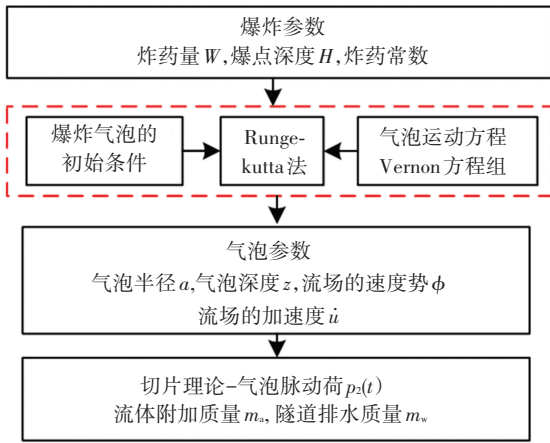 爆炸参数
炸药量W,爆点深度H,炸药常数
爆炸气泡的
初始条件
Runge-
kutta法
气泡运动方程
Vernon方程组
气泡参数
气泡半径a,气泡深度z,流场的速度势ϕ
流场的加速度u̇
切片理论-气泡脉动荷p₂(t)
流体附加质量mₐ, 隧道排水质量m_w